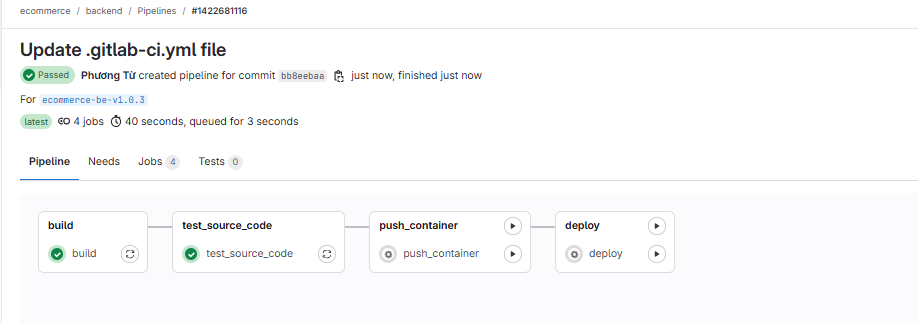 ecommerce / backend / Pipelines / #1422681116
Update .gitlab-ci.yml file
Passed Phương Từ created pipeline for commit bb8eebaa just now, finished just now
For ecommerce-be-v1.0.3
latest 4 jobs 40 seconds, queued for 3 seconds
Pipeline Needs Jobs 4 Tests 0
build test_source_code push_container deploy
build test_source_code push_container deploy